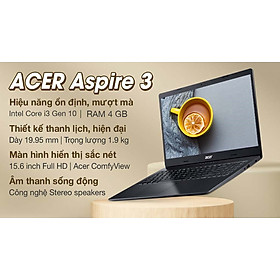 ACER Aspire 3
Hiệu năng ổn định, mượt mà
Intel Core i3 Gen 10 | RAM 4 GB
Thiết kế thanh lịch, hiện đại
Dày 19.95 mm | Trọng lượng 1.9 kg
Màn hình hiển thị sắc nét
15.6 inch Full HD | Acer ComfyView
Âm thanh sống động
Công nghệ Stereo speakers
acer